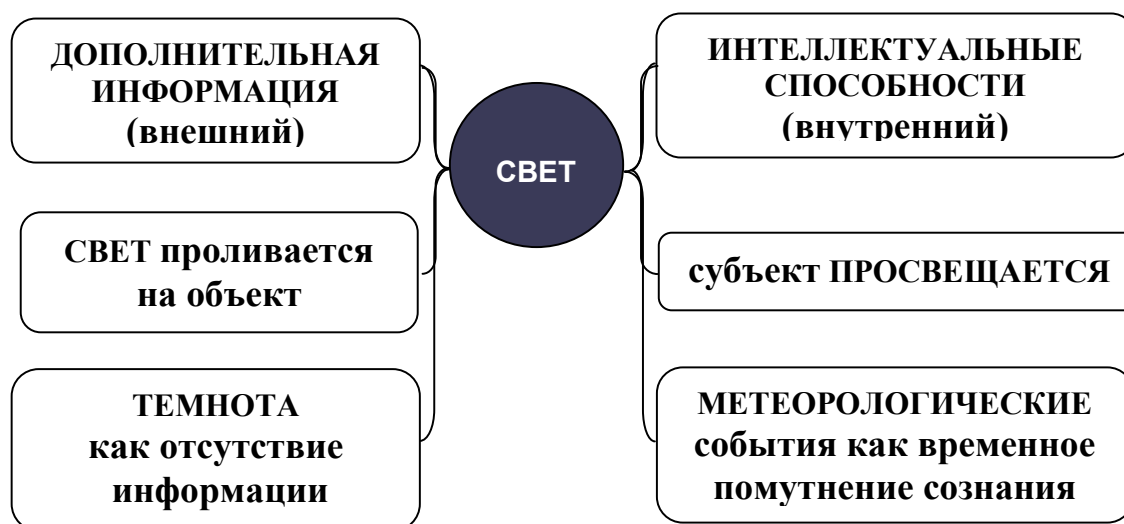 ДОПОЛНИТЕЛЬНАЯ
ИНФОРМАЦИЯ
(внешний)
СВЕТ проливается
на объект
ТЕМНОТА
как отсутствие
информации
СВЕТ
ИНТЕЛЛЕКТУАЛЬНЫЕ
СПОСОБНОСТИ
(внутренний)
субъект ПРОСВЕЩАЕТСЯ
МЕТЕОРОЛОГИЧЕСКИЕ
события как временное
помутнение сознания